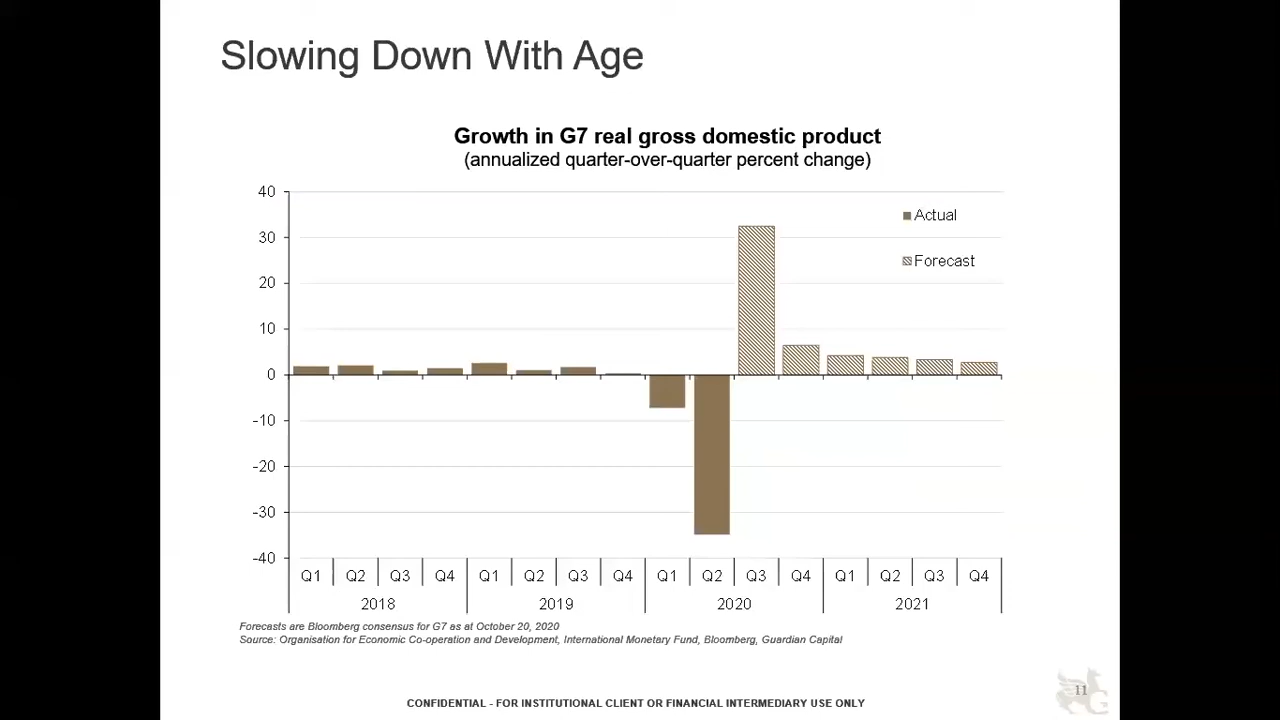 Slowing Down With Age
Growth in G7 real gross domestic product
(annualized quarter-over-quarter percent change)
40
30
20
10
0
-10
-20
-30
-40
Actual
Forecast
Q1 Q2 Q3 Q4 Q1 Q2 Q3 Q4 Q1 Q2 Q3 Q4 Q1 Q2 Q3 Q4
2018 2019 2020 2021
Forecasts are Bloomberg consensus for G7 as at October 20, 2020
Source: Organisation for Economic Co-operation and Development, International Monetary Fund, Bloomberg, Guardian Capital
CONFIDENTIAL - FOR INSTITUTIONAL CLIENT OR FINANCIAL INTERMEDIARY USE ONLY
11